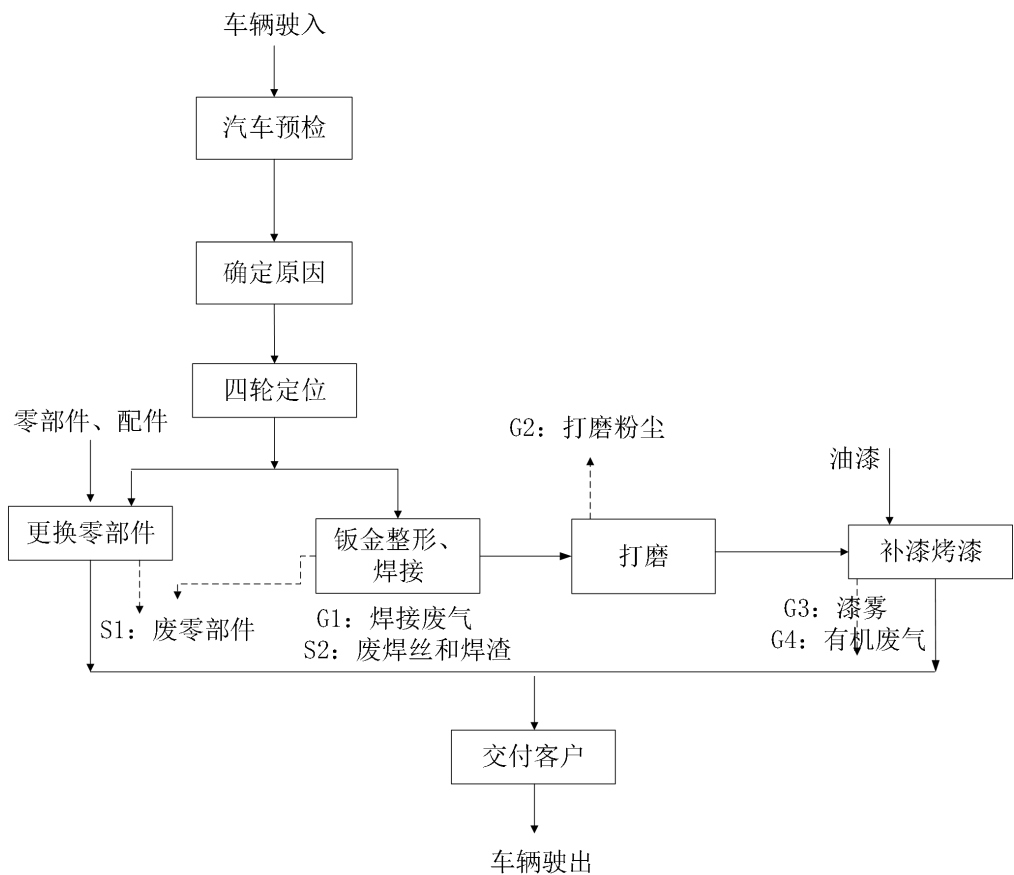 车辆驶入
汽车预检
确定原因
四轮定位
零部件、配件
G2：打磨粉尘
油漆
更换零部件
钣金整形、
焊接
打磨
补漆烤漆
S1：废零部件
G1：焊接废气
S2：废焊丝和焊渣
G3：漆雾
G4：有机废气
交付客户
车辆驶出